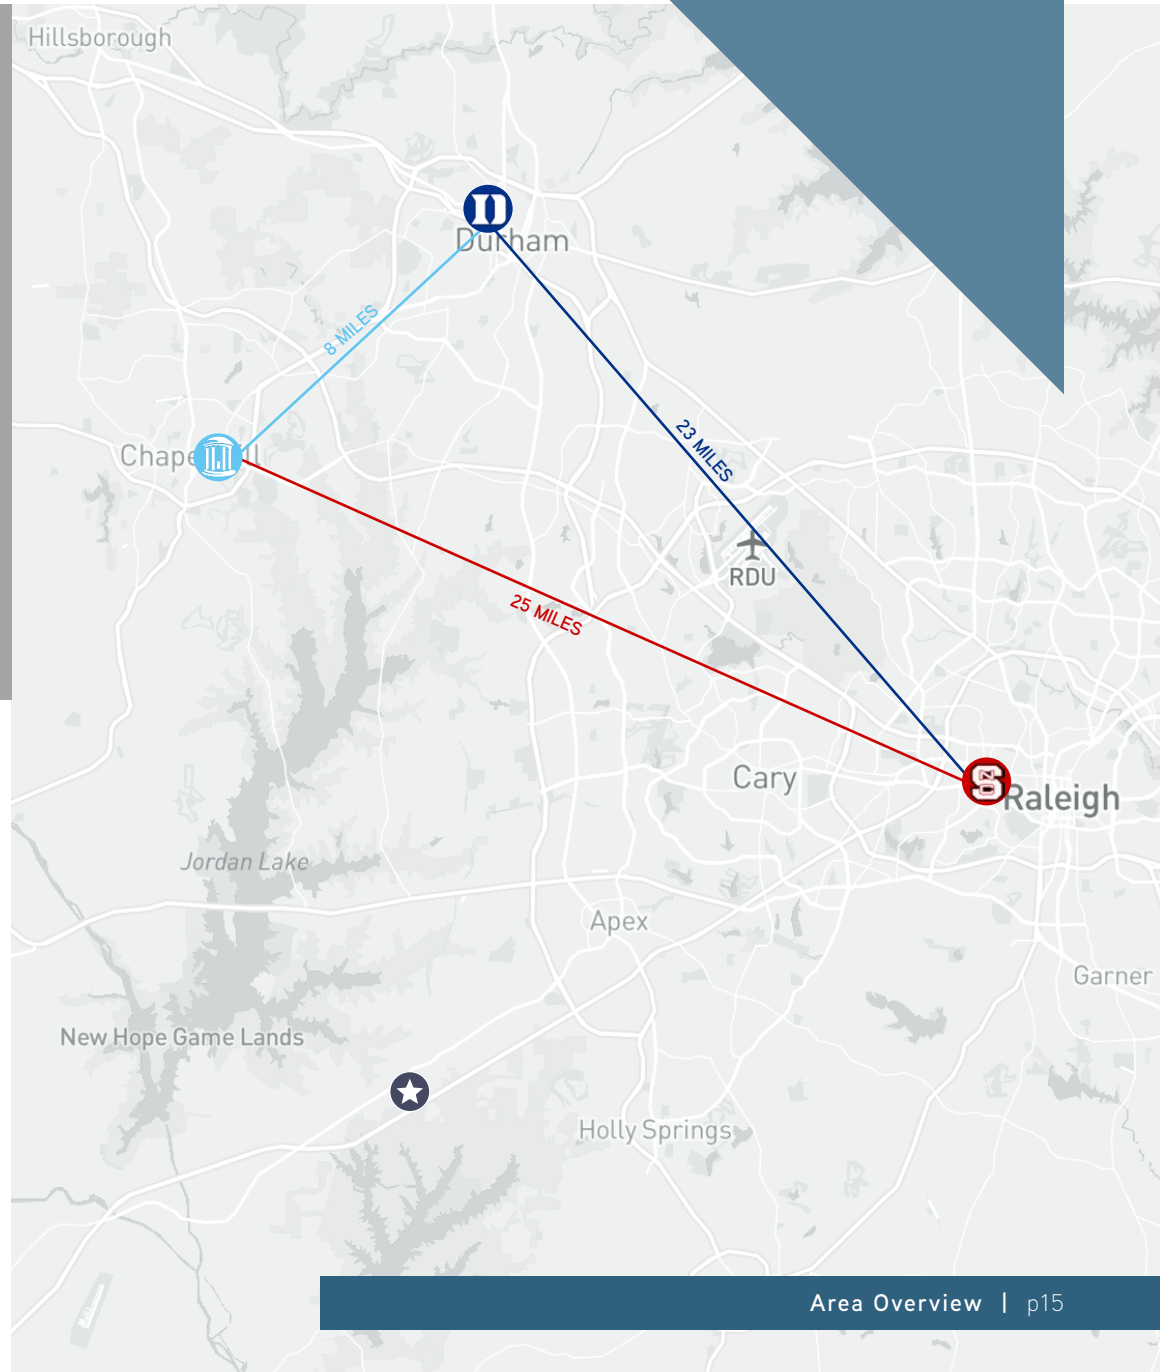 Hillsborough
Durham
8 MILES
23 MILES
Chapel Hill
RDU
25 MILES
Cary
Raleigh
Jordan Lake
Apex
Garner
New Hope Game Lands
Holly Springs
Area Overview | p15